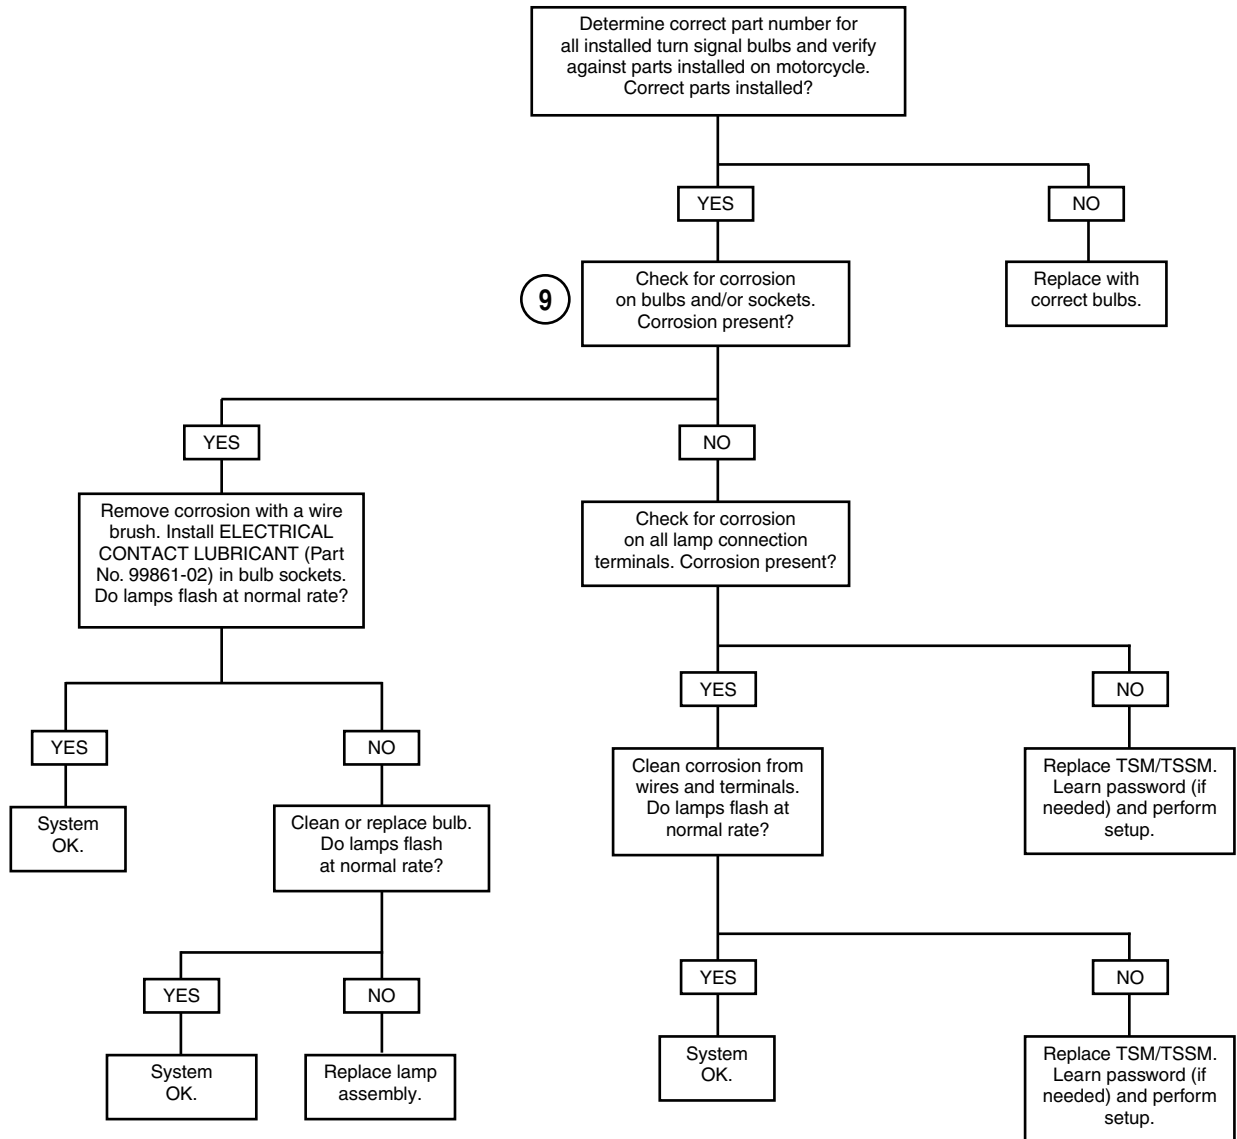 Determine correct part number for
all installed turn signal bulbs and verify
against parts installed on motorcycle.
Correct parts installed?
YES
NO
9
Check for corrosion
on bulbs and/or sockets.
Corrosion present?
Replace with
correct bulbs.
YES
NO
Remove corrosion with a wire
brush. Install ELECTRICAL
CONTACT LUBRICANT (Part
No. 99861-02) in bulb sockets.
Do lamps flash at normal rate?
Check for corrosion
on all lamp connection
terminals. Corrosion present?
YES
NO
YES
NO
Clean corrosion from
wires and terminals.
Do lamps flash at
normal rate?
Replace TSM/TSSM.
Learn password (if
needed) and perform
setup.
System
OK.
Clean or replace bulb.
Do lamps flash
at normal rate?
YES
NO
YES
NO
System
OK.
Replace lamp
assembly.
System
OK.
Replace TSM/TSSM.
Learn password (if
needed) and perform
setup.